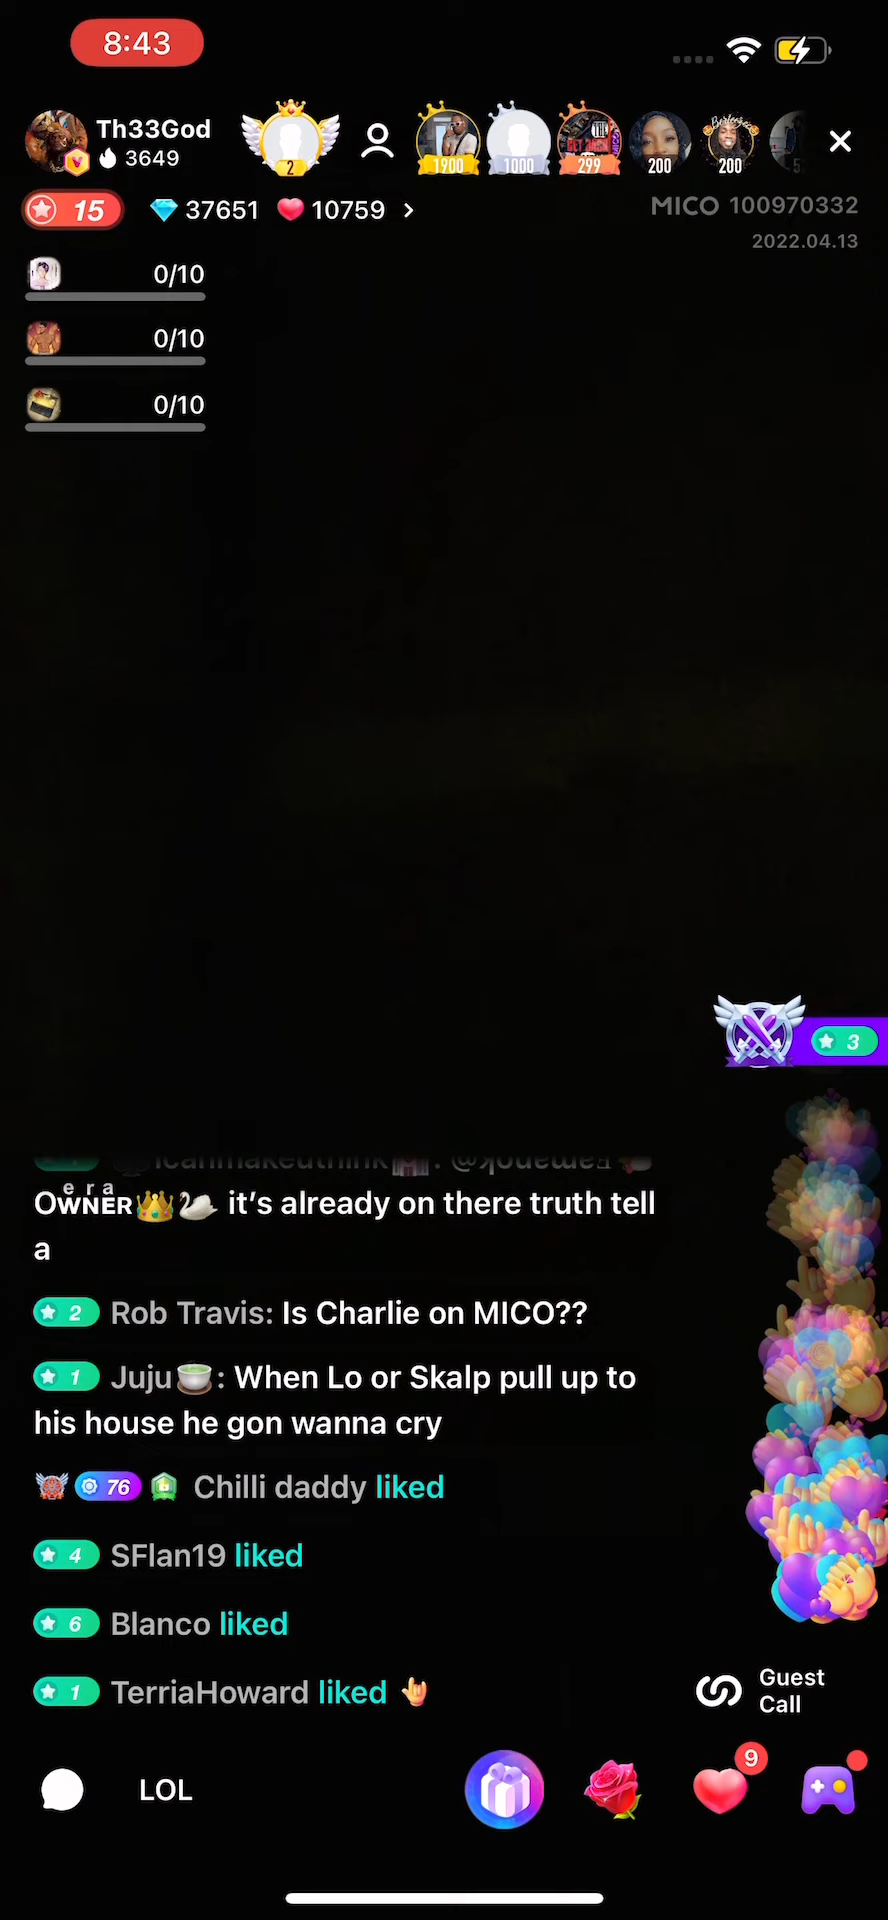 8:43
Th33God
3649
2
1900
1000
299
200
200
15
37651
10759
MICO 100970332
2022.04.13
0/10
0/10
0/10
3
icanmakeuthink
era
OWNER👑🦢 it’s already on there truth tell
a
2 Rob Travis: Is Charlie on MICO??
1 Juju🍵: When Lo or Skalp pull up to
his house he gon wanna cry
76 Chilli daddy liked
4 SFlan19 liked
6 Blanco liked
1 TerriaHoward liked 🤟
Guest
Call
LOL
9